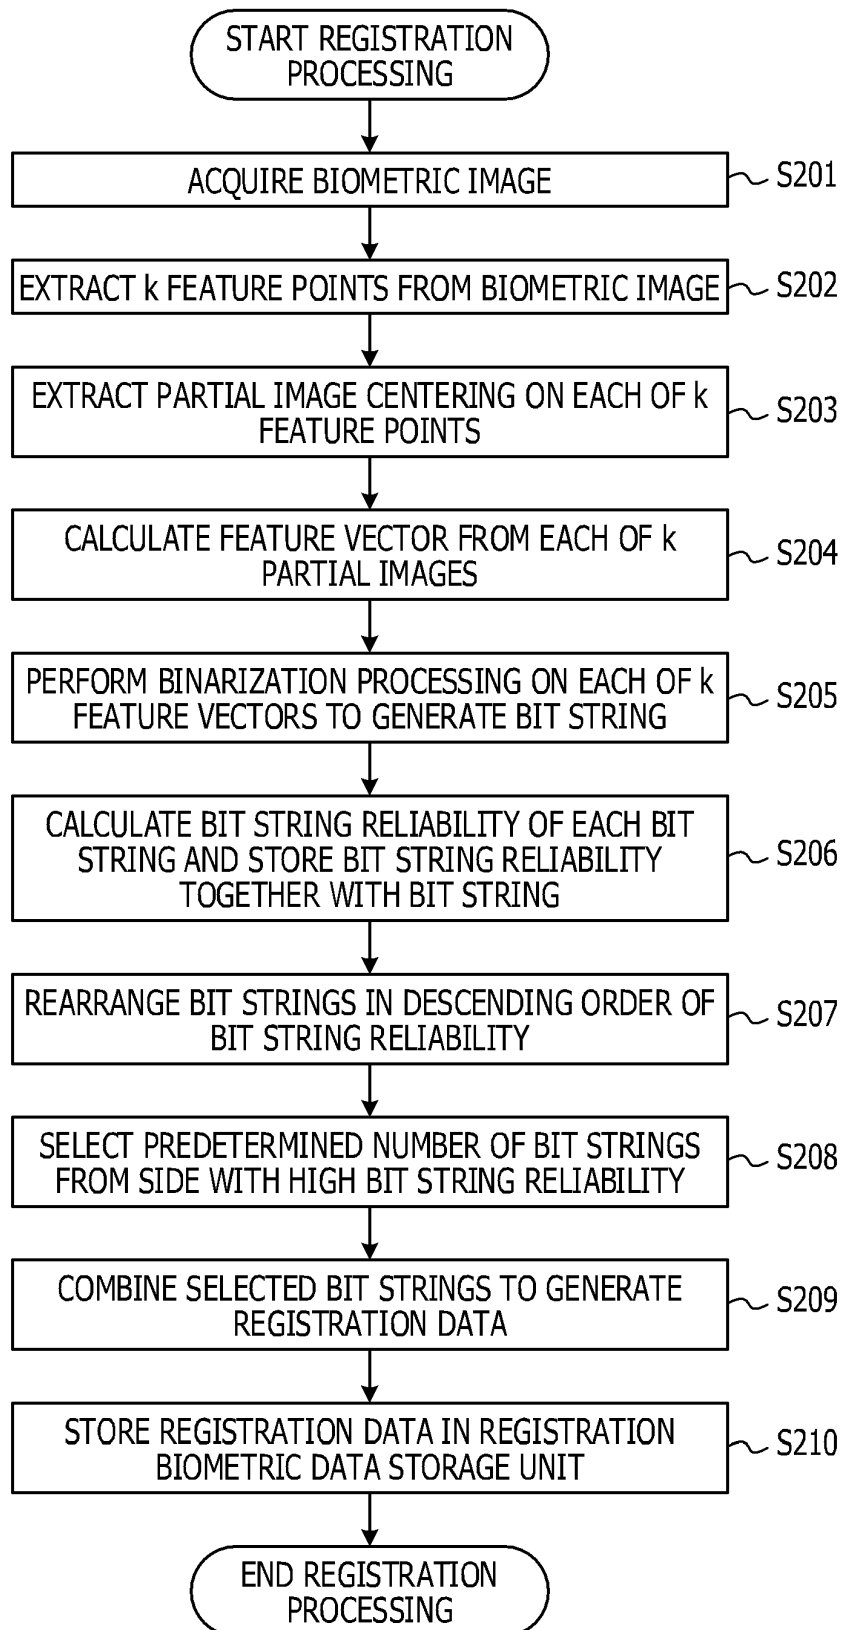 START REGISTRATION
PROCESSING
ACQUIRE BIOMETRIC IMAGE
S201
EXTRACT k FEATURE POINTS FROM BIOMETRIC IMAGE
S202
EXTRACT PARTIAL IMAGE CENTERING ON EACH OF k
FEATURE POINTS
S203
CALCULATE FEATURE VECTOR FROM EACH OF k
PARTIAL IMAGES
S204
PERFORM BINARIZATION PROCESSING ON EACH OF k
FEATURE VECTORS TO GENERATE BIT STRING
S205
CALCULATE BIT STRING RELIABILITY OF EACH BIT
STRING AND STORE BIT STRING RELIABILITY
TOGETHER WITH BIT STRING
S206
REARRANGE BIT STRINGS IN DESCENDING ORDER OF
BIT STRING RELIABILITY
S207
SELECT PREDETERMINED NUMBER OF BIT STRINGS
FROM SIDE WITH HIGH BIT STRING RELIABILITY
S208
COMBINE SELECTED BIT STRINGS TO GENERATE
REGISTRATION DATA
S209
STORE REGISTRATION DATA IN REGISTRATION
BIOMETRIC DATA STORAGE UNIT
S210
END REGISTRATION
PROCESSING